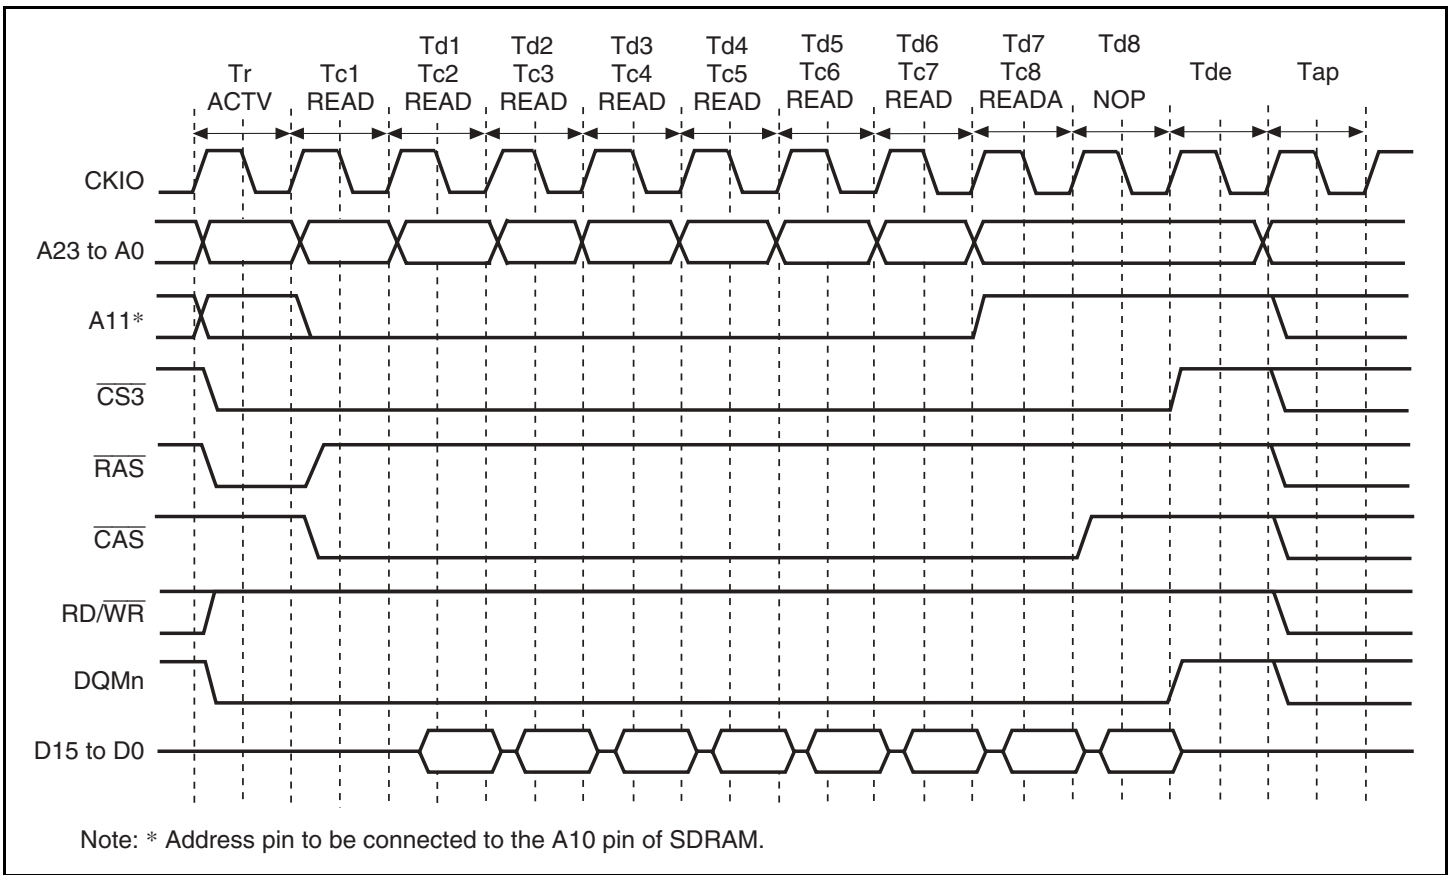 Td1 Td2 Td3 Td4 Td5 Td6 Td7 Td8
Tr Tc1 Tc2 Tc3 Tc4 Tc5 Tc6 Tc7 Tc8 Tde Tap
ACTV READ READ READ READ READ READ READ READA NOP
CKIO
A23 to A0
A11*
CS3
RAS
CAS
RD/WR
DQMn
D15 to D0
Note: * Address pin to be connected to the A10 pin of SDRAM.